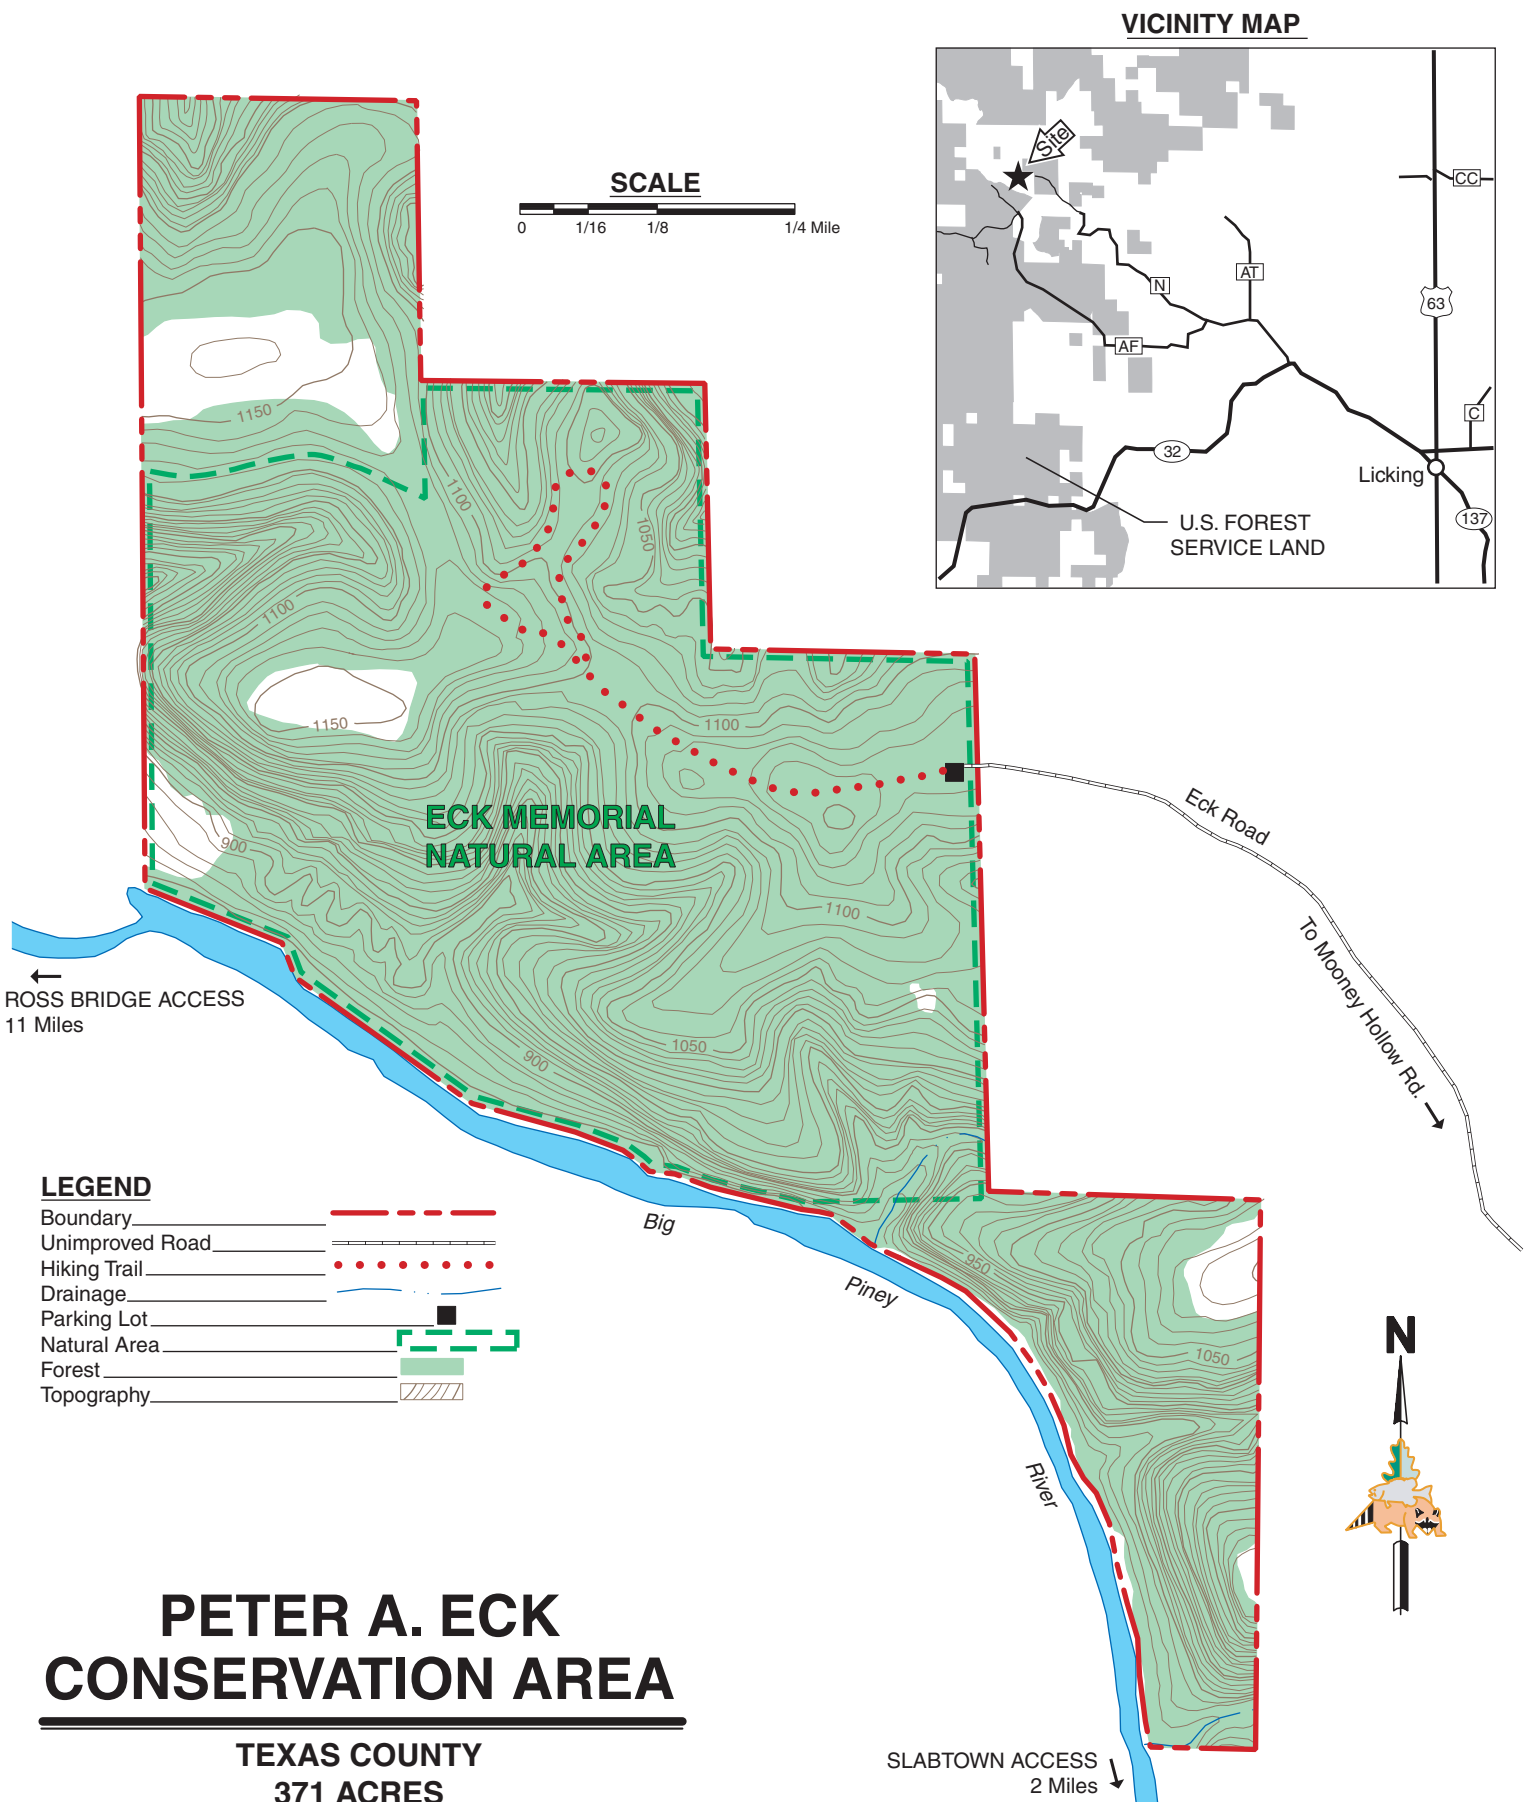 VICINITY MAP
Site
CC
SCALE
0 1/16 1/8 1/4 Mile
N
AT
63
AF
C
32
Licking
137
U.S. FOREST
SERVICE LAND
1150
1100
1050
1100
1150
1100
ECK MEMORIAL
NATURAL AREA
900
1100
Eck Road
To Mooney Hollow Rd.
ROSS BRIDGE ACCESS
11 Miles
900
1050
Big
Piney
River
950
1050
LEGEND
Boundary
Unimproved Road
Hiking Trail
Drainage
Parking Lot
Natural Area
Forest
Topography
N
PETER A. ECK
CONSERVATION AREA
TEXAS COUNTY
371 ACRES
SLABTOWN ACCESS
2 Miles